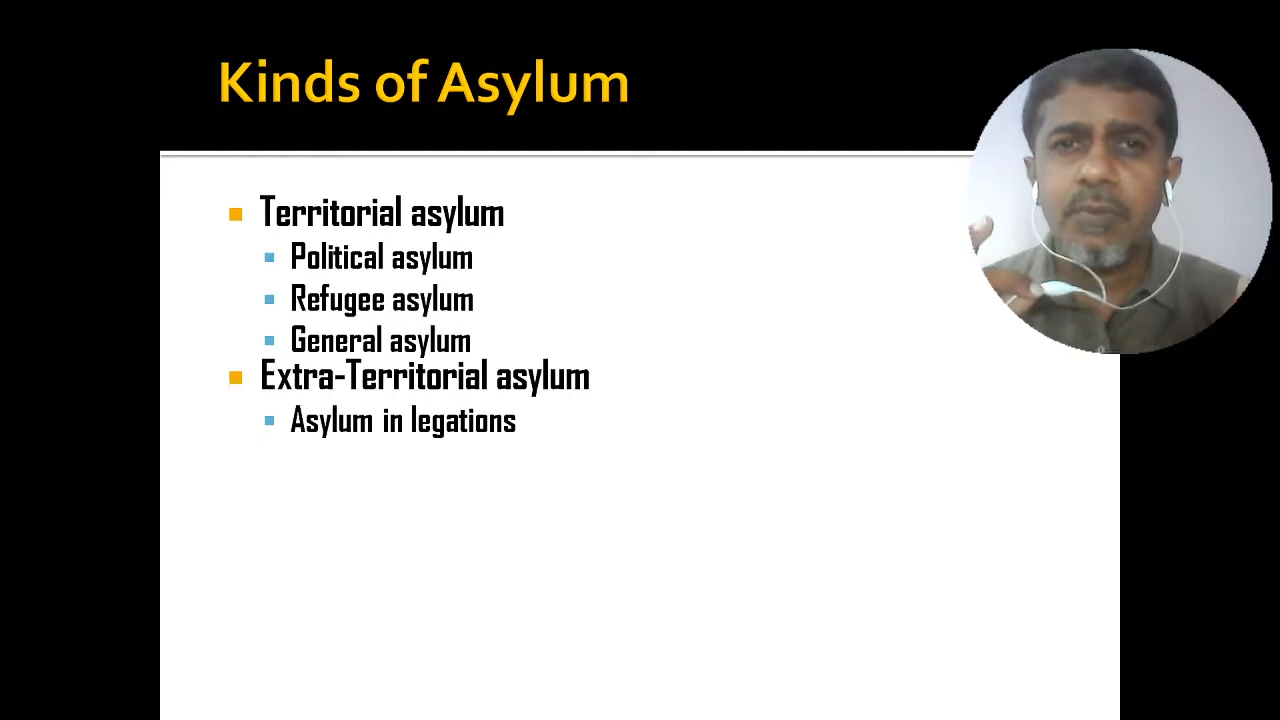 Kinds of Asylum
Territorial asylum
Political asylum
Refugee asylum
General asylum
Extra-Territorial asylum
Asylum in legations